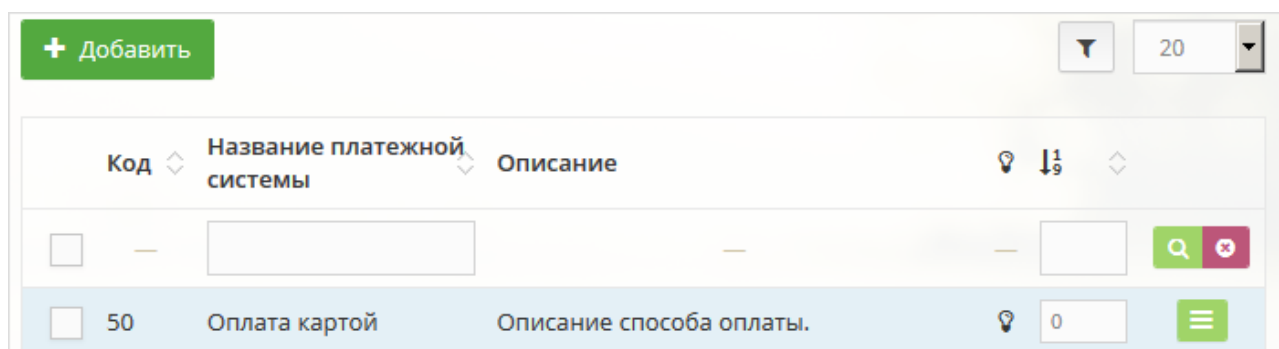 Добавить
20
Код Название платежной системы Описание
— — —
50 Оплата картой Описание способа оплаты. 0